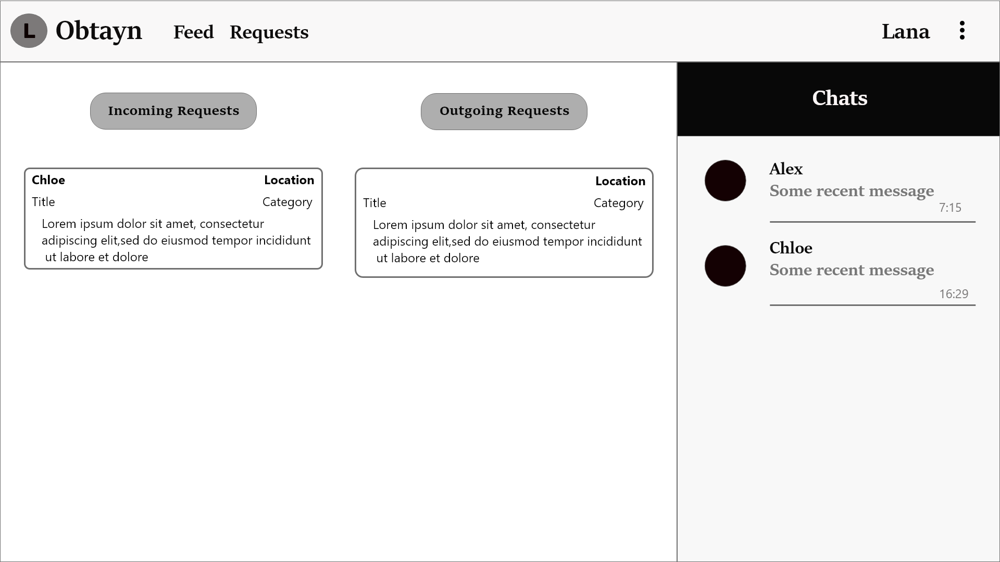 L Obtayn Feed Requests Lana
Incoming Requests
Outgoing Requests
Chloe Location
Title Category
Lorem ipsum dolor sit amet, consectetur
adipiscing elit,sed do eiusmod tempor incididunt
ut labore et dolore
Location
Title Category
Lorem ipsum dolor sit amet, consectetur
adipiscing elit,sed do eiusmod tempor incididunt
ut labore et dolore
Chats
Alex
Some recent message
7:15
Chloe
Some recent message
16:29